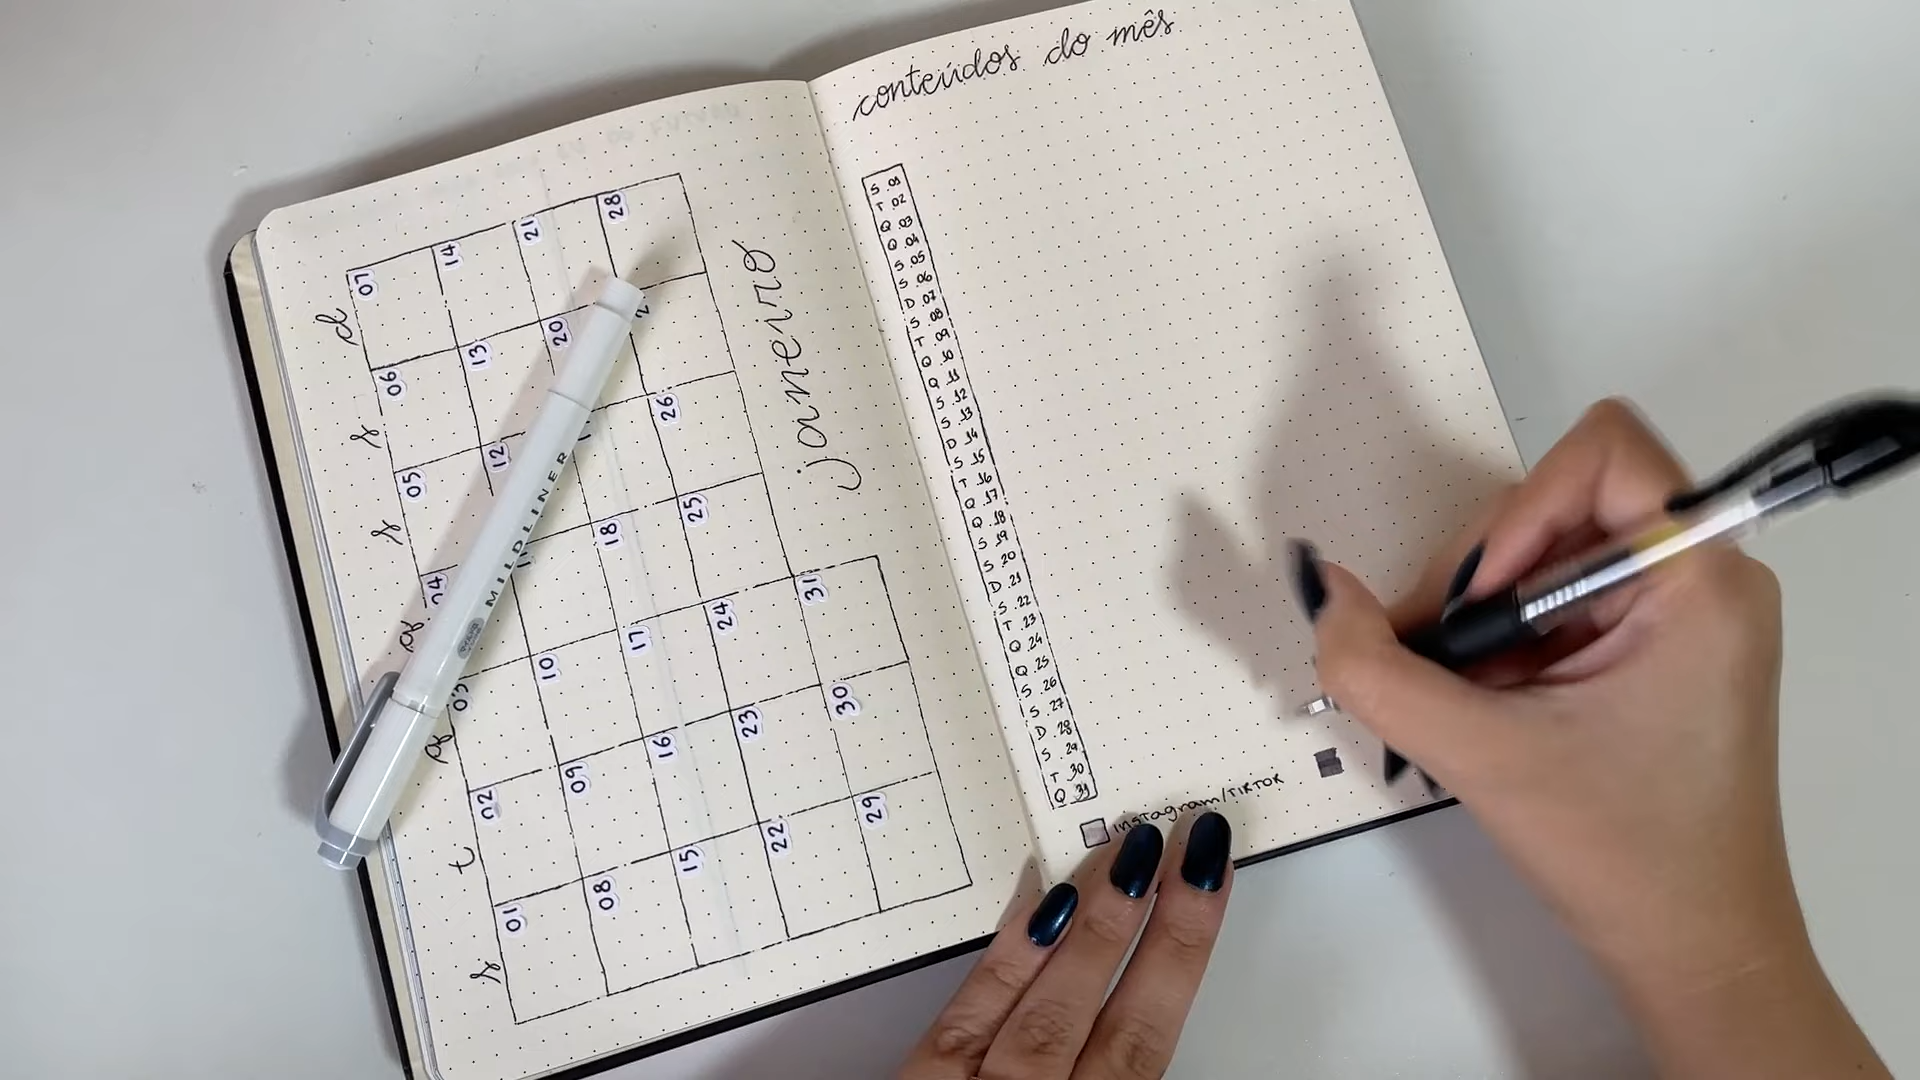 Janeiro
s t q q s s d
01 02 03 04 05 06 07
08 09 10 12 13 14
15 16 17 18 20 21
22 23 24 25 26 28
29 30 31
MILDLINER
ZEBRA
conteúdos do mês
S .01
T .02
Q .03
Q .04
S .05
S .06
D .07
S .08
T .09
Q .10
Q .11
S .12
S .13
D .14
S .15
T .16
Q .17
Q .18
S .19
S .20
D .21
S .22
T .23
Q .24
Q .25
S .26
S .27
D .28
S .29
T .30
Q .31
instagram/TIKTOK